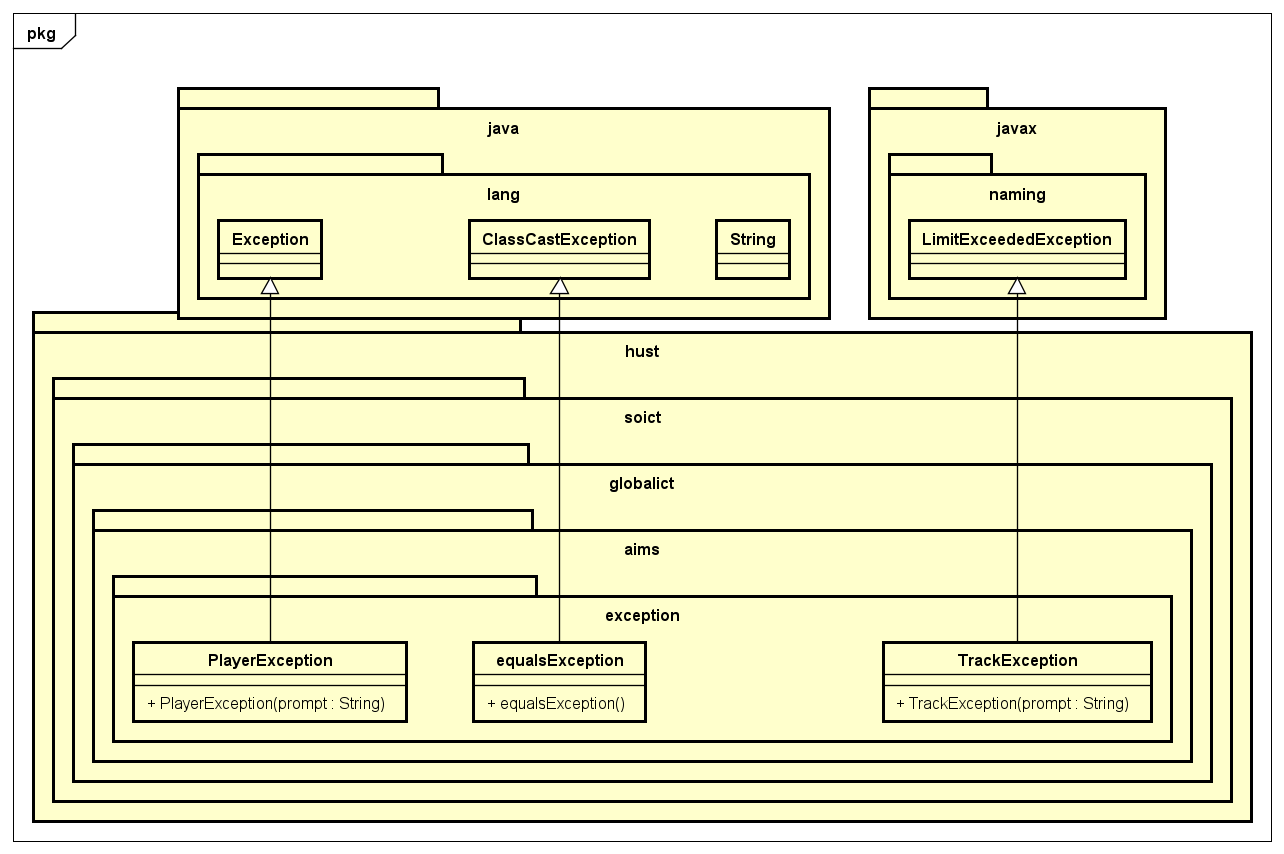 pkg
java
javax
lang
naming
Exception
ClassCastException
String
LimitExceededException
hust
soict
globalict
aims
exception
PlayerException
+ PlayerException(prompt : String)
equalsException
+ equalsException()
TrackException
+ TrackException(prompt : String)